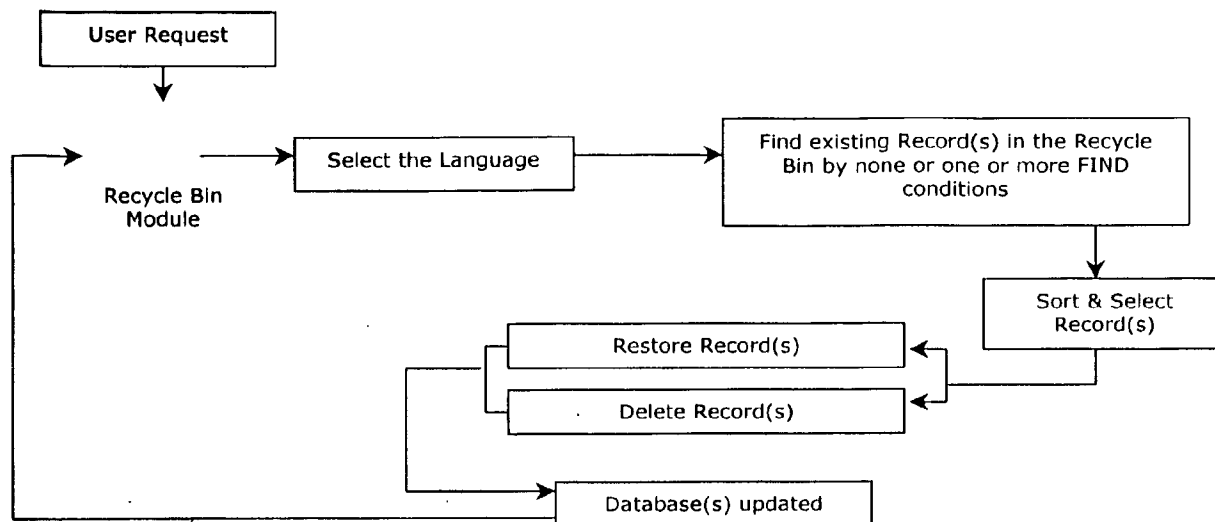 User Request
Recycle Bin
Module
Select the Language
Find existing Record(s) in the Recycle
Bin by none or one or more FIND
conditions
Sort & Select
Record(s)
Restore Record(s)
Delete Record(s)
Database(s) updated